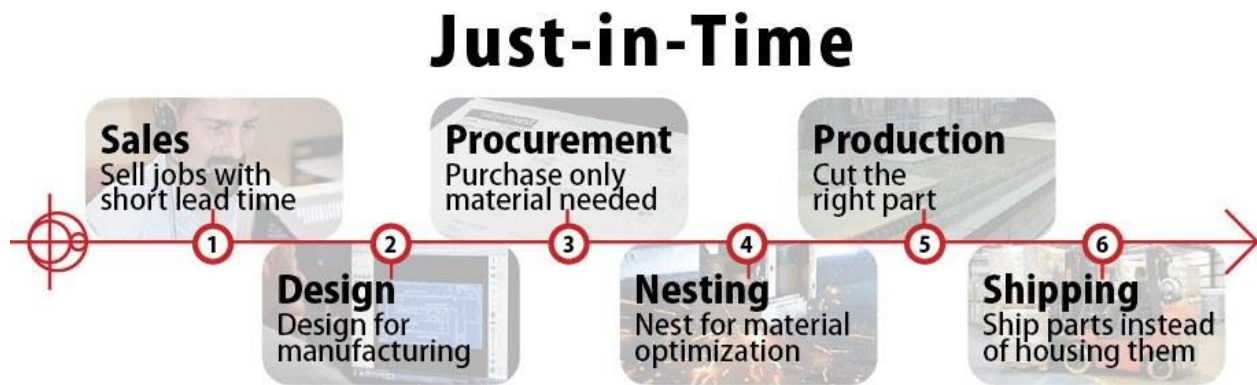 Just-in-Time
Sales
Sell jobs with
short lead time
1
Design
Design for
manufacturing
2
Procurement
Purchase only
material needed
3
Nesting
Nest for material
optimization
4
Production
Cut the
right part
5
Shipping
Ship parts instead
of housing them
6